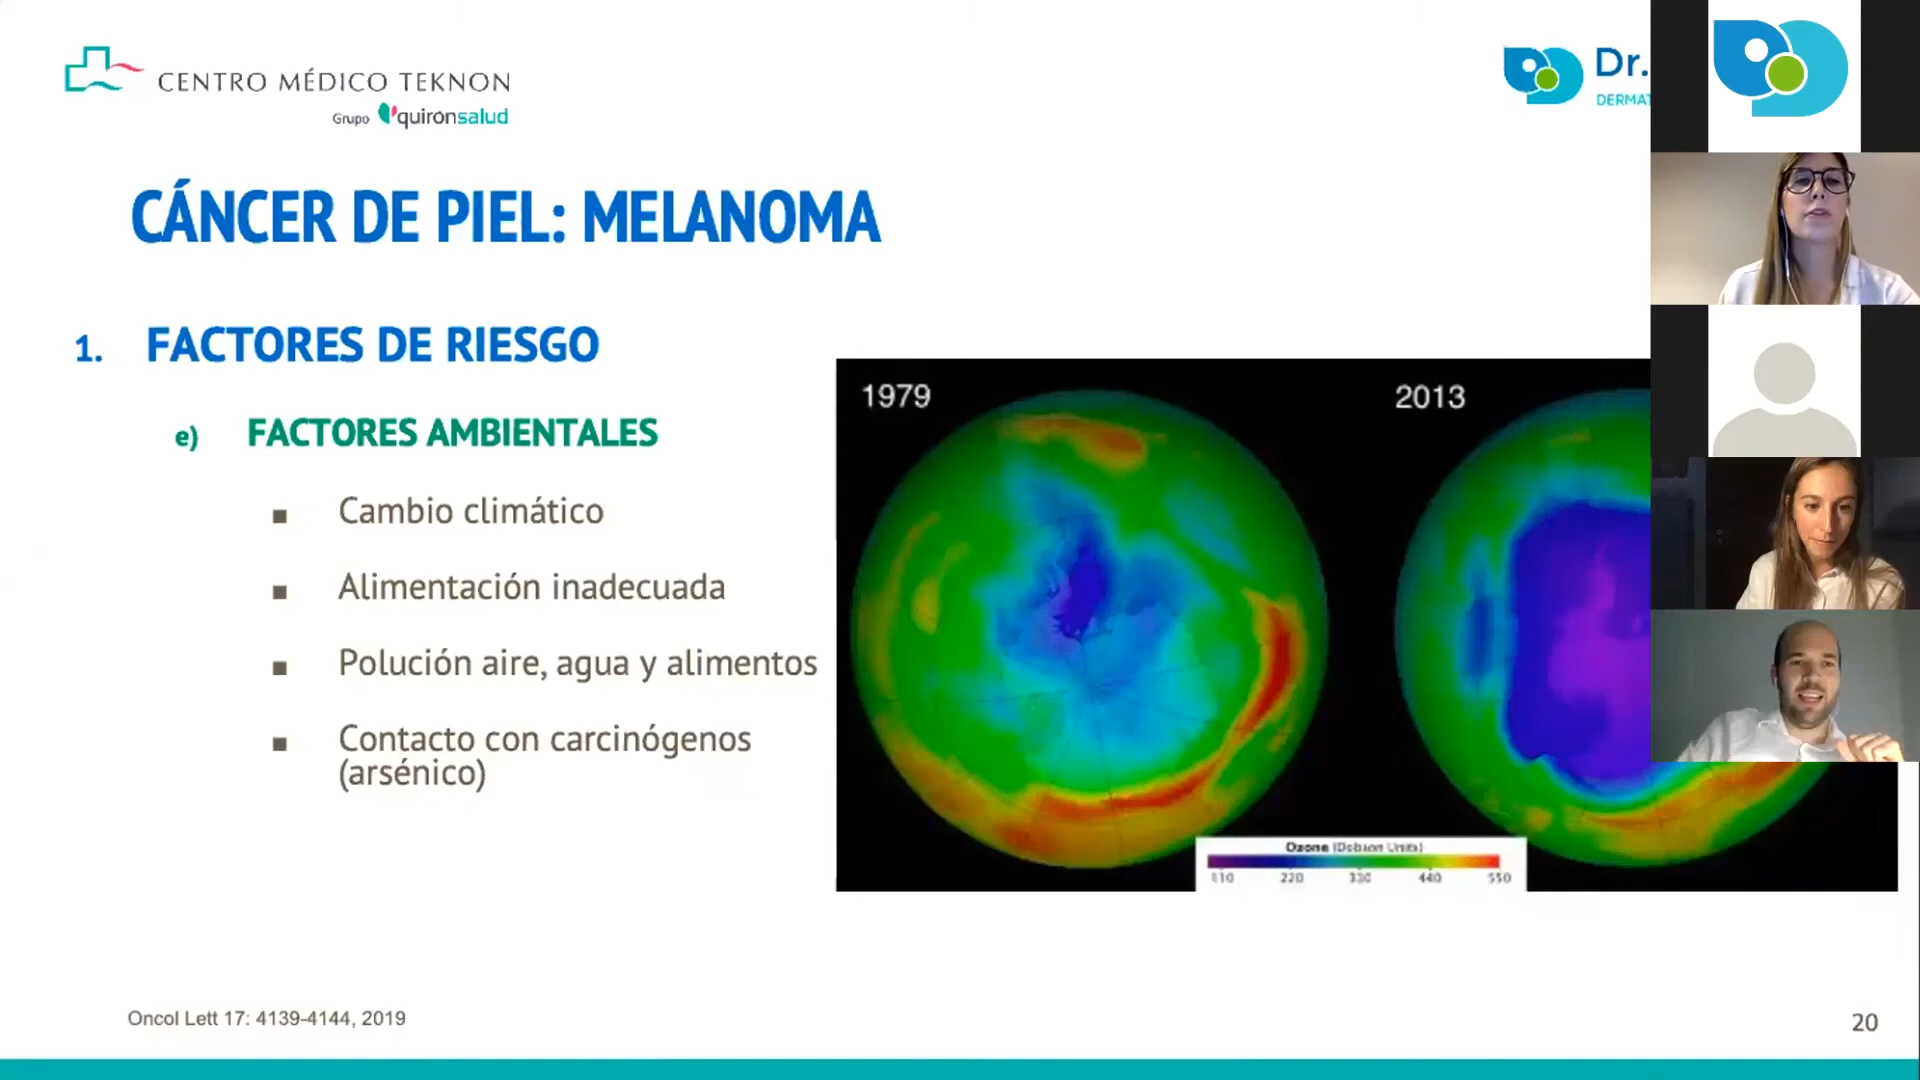 CENTRO MÉDICO TEKNON
Grupo quirónsalud
Dr.
CÁNCER DE PIEL: MELANOMA
1. FACTORES DE RIESGO
e) FACTORES AMBIENTALES
■ Cambio climático
■ Alimentación inadecuada
■ Polución aire, agua y alimentos
■ Contacto con carcinógenos
(arsénico)
1979
2013
Ozone (Dobson Units)
110 220 330 440 550
Oncol Lett 17: 4139-4144, 2019
20